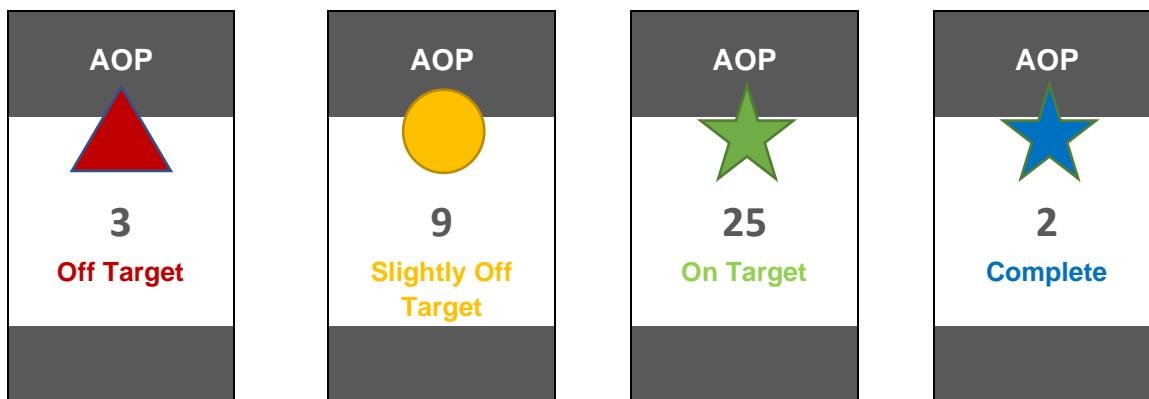 AOP
3
Off Target
AOP
9
Slightly Off
Target
AOP
25
On Target
AOP
2
Complete